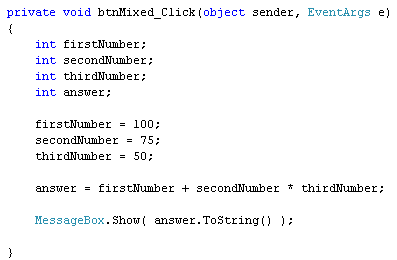 private void btnMixed_Click(object sender, EventArgs e)
{
int firstNumber;
int secondNumber;
int thirdNumber;
int answer;
firstNumber = 100;
secondNumber = 75;
thirdNumber = 50;
answer = firstNumber + secondNumber * thirdNumber;
MessageBox.Show( answer.ToString() );
}